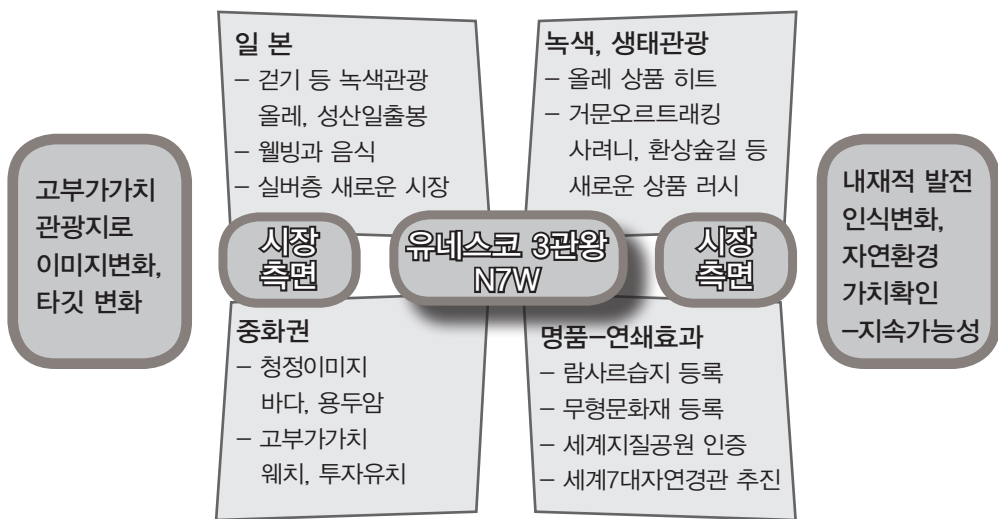 일 본
– 걷기 등 녹색관광
올레, 성산일출봉
– 웰빙과 음식
– 실버층 새로운 시장
녹색, 생태관광
– 올레 상품 히트
– 거문오르트래킹
사려니, 환상숲길 등
새로운 상품 러시
고부가가치
관광지로
이미지변화,
타깃 변화
시장
측면
유네스코 3관왕
N7W
시장
측면
내재적 발전
인식변화,
자연환경
가치확인
–지속가능성
중화권
– 청정이미지
바다, 용두암
– 고부가가치
웨치, 투자유치
명품–연쇄효과
– 람사르습지 등록
– 무형문화재 등록
– 세계지질공원 인증
– 세계7대자연경관 추진